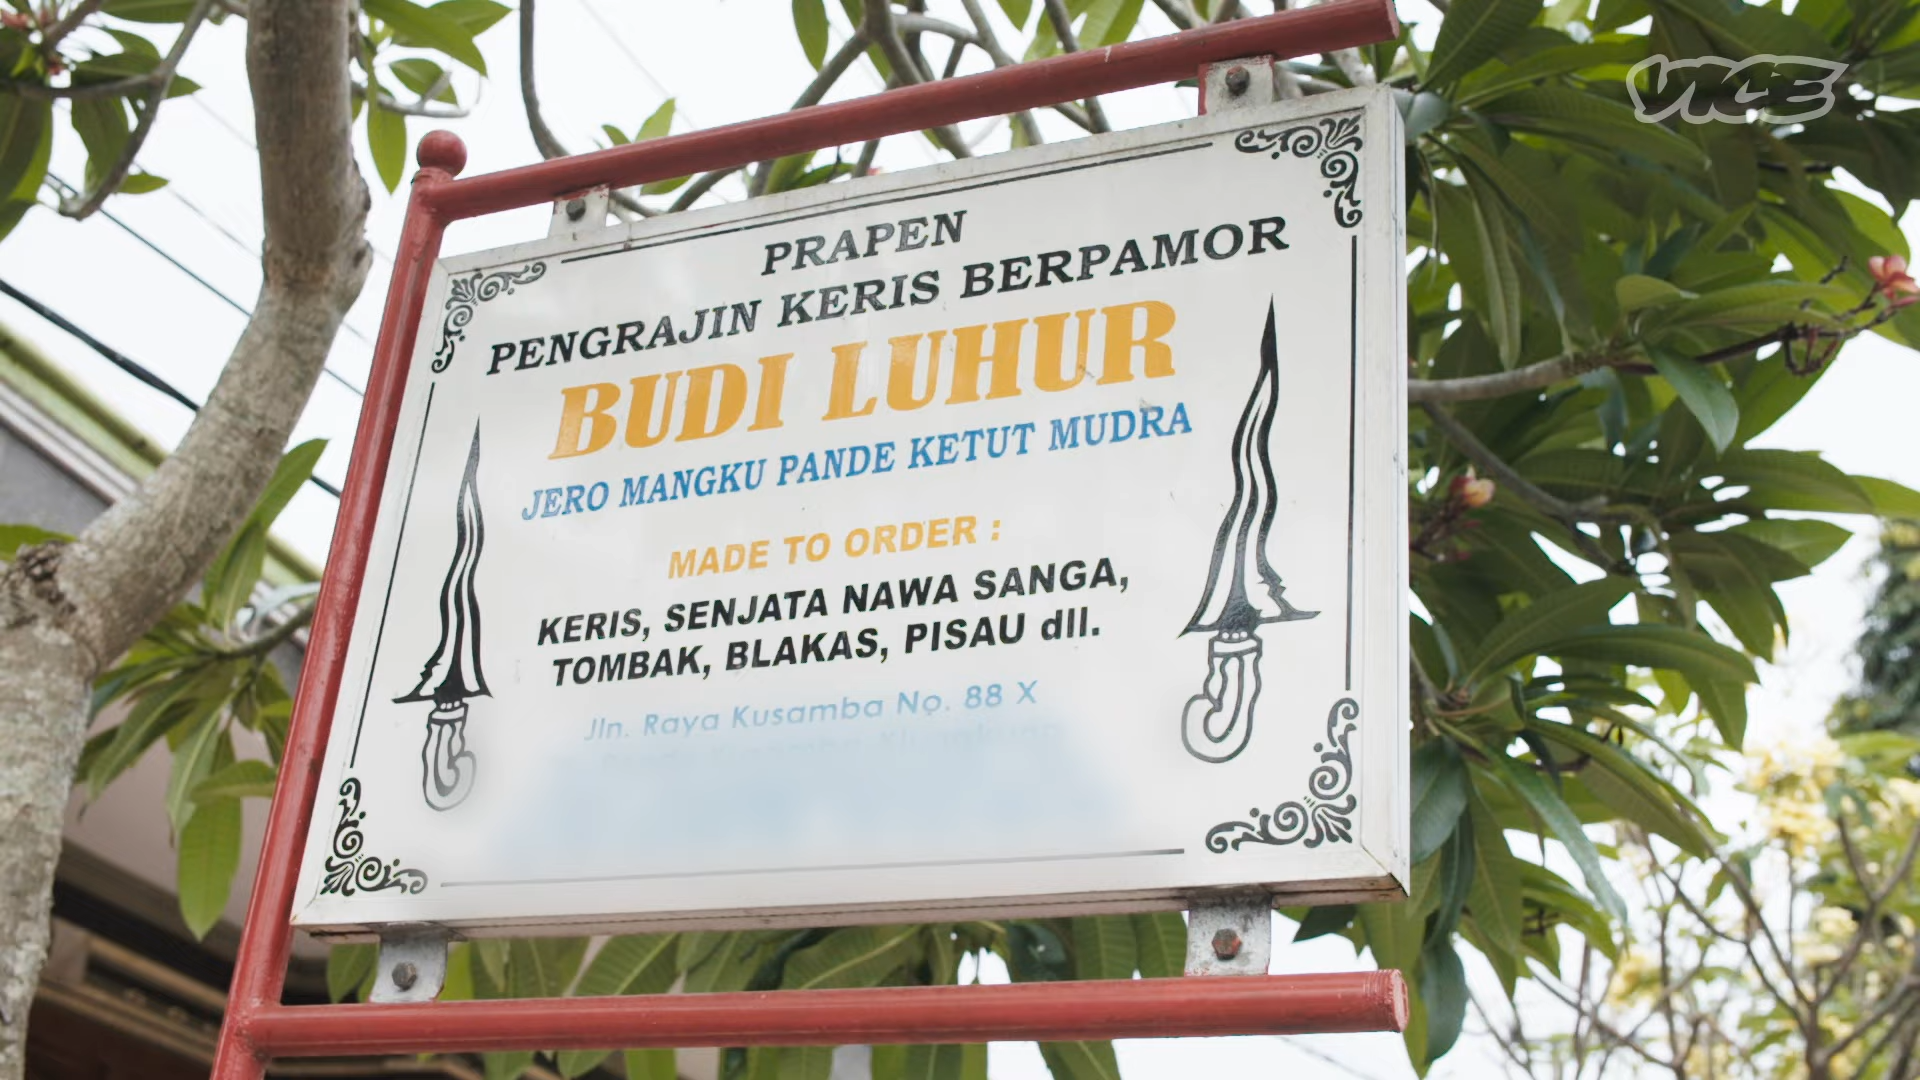 VICE
PRAPEN
PENGRAJIN KERIS BERPAMOR
BUDI LUHUR
JERO MANGKU PANDE KETUT MUDRA
MADE TO ORDER :
KERIS, SENJATA NAWA SANGA,
TOMBAK, BLAKAS, PISAU dll.
Jln. Raya Kusamba No. 88 X